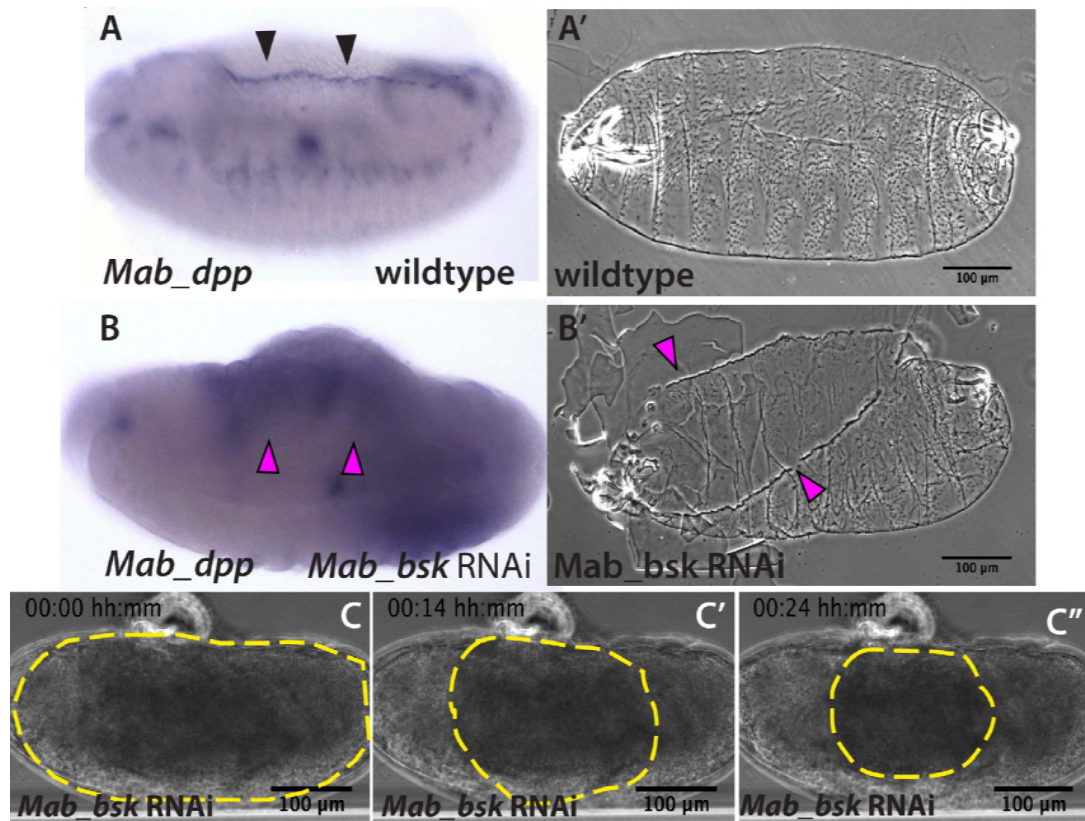 A
Mab_dpp wildtype
A'
wildtype
100 µm
B
Mab_dpp Mab_bsk RNAi
B'
Mab_bsk RNAi
100 µm
00:00 hh:mm C
Mab_bsk RNAi 100 µm
00:14 hh:mm C'
Mab_bsk RNAi 100 µm
00:24 hh:mm C"
Mab_bsk RNAi 100 µm